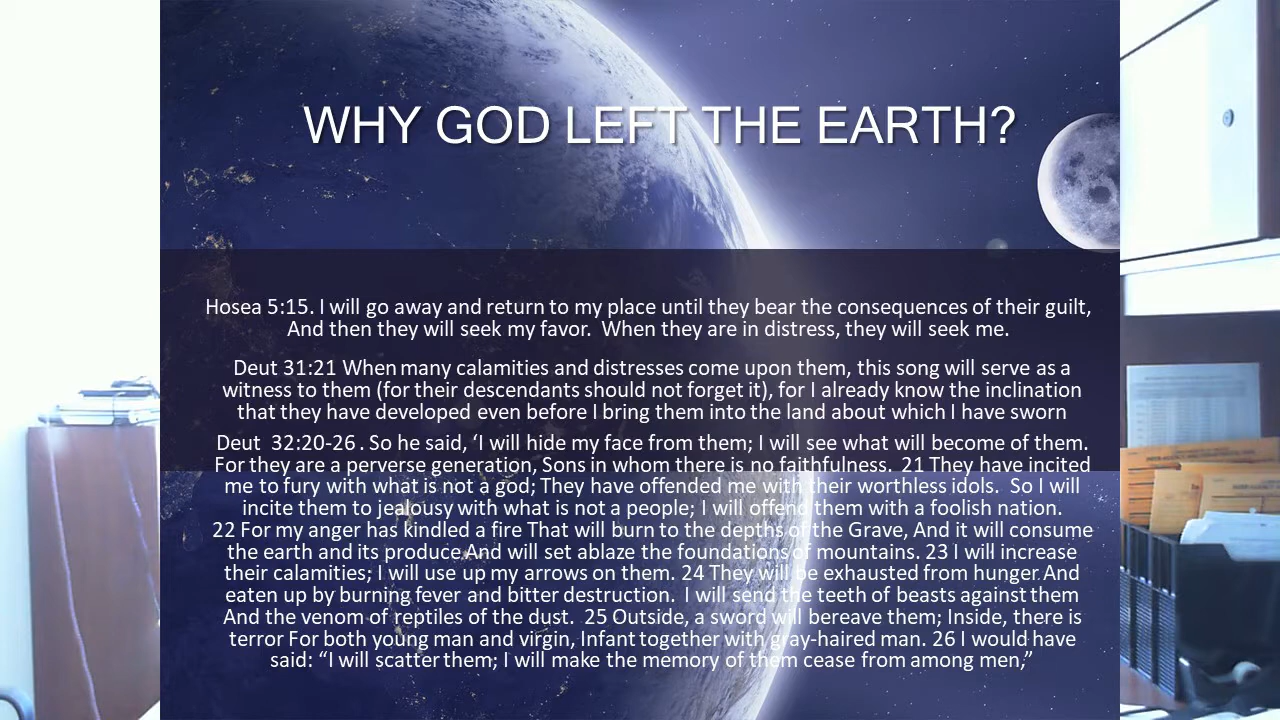 WHY GOD LEFT THE EARTH?
Hosea 5:15. I will go away and return to my place until they bear the consequences of their guilt,
And then they will seek my favor. When they are in distress, they will seek me.
Deut 31:21 When many calamities and distresses come upon them, this song will serve as a
witness to them (for their descendants should not forget it), for I already know the inclination
that they have developed even before I bring them into the land about which I have sworn
Deut 32:20-26 . So he said, ‘I will hide my face from them; I will see what will become of them.
For they are a perverse generation, Sons in whom there is no faithfulness. 21 They have incited
me to fury with what is not a god; They have offended me with their worthless idols. So I will
incite them to jealousy with what is not a people; I will offend them with a foolish nation.
22 For my anger has kindled a fire That will burn to the depths of the Grave, And it will consume
the earth and its produce,And will set ablaze the foundations of mountains. 23 I will increase
their calamities; I will use up my arrows on them. 24 They will be exhausted from hunger.And
eaten up by burning fever and bitter destruction. I will send the teeth of beasts against them
And the venom of reptiles of the dust. 25 Outside, a sword will bereave them; Inside, there is
terror For both young man and virgin, Infant together with gray-haired man. 26 I would have
said: “I will scatter them; I will make the memory of them cease from among men,”